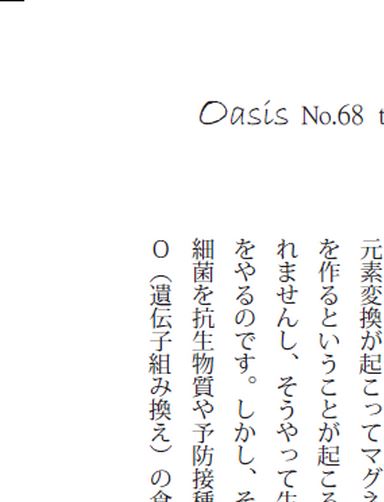 Oasis No.68 t
元素変換が起こってマグネ
を作るということが起こる
れませんし、そうやって生
をやるのです。しかし、そ
細菌を抗生物質や予防接種
O（遺伝子組み換え）の食